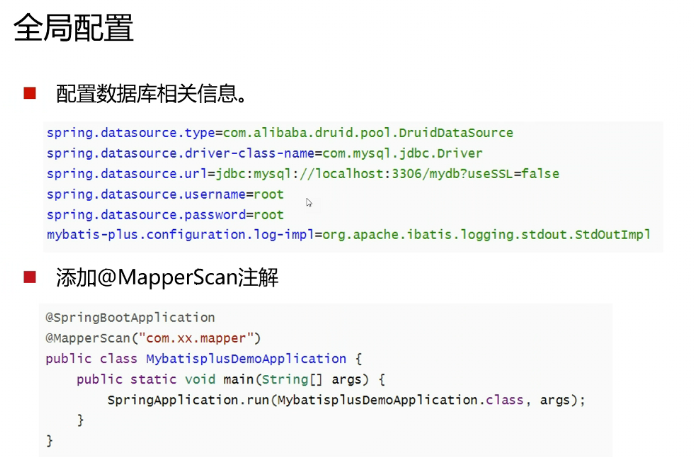 全局配置
配置数据库相关信息。
spring.datasource.type=com.alibaba.druid.pool.DruidDataSource
spring.datasource.driver-class-name=com.mysql.jdbc.Driver
spring.datasource.url=jdbc:mysql://localhost:3306/mydb?useSSL=false
spring.datasource.username=root
spring.datasource.password=root
mybatis-plus.configuration.log-impl=org.apache.ibatis.logging.stdout.StdOutImpl
添加@MapperScan注解
@SpringBootApplication
@MapperScan("com.xx.mapper")
public class MybatisplusDemoApplication {
    public static void main(String[] args) {
        SpringApplication.run(MybatisplusDemoApplication.class, args);
    }
}